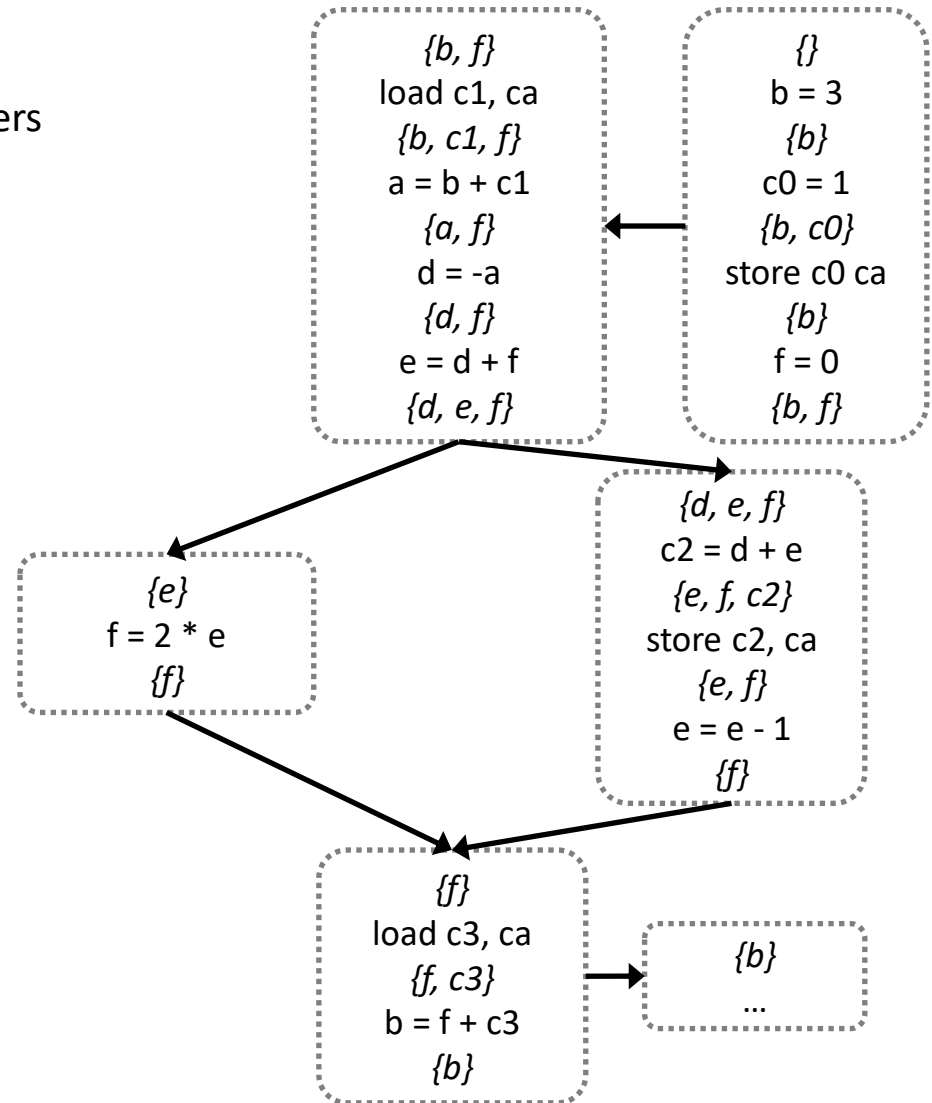 ers
{b, f}
load c1, ca
{b, c1, f}
a = b + c1
{a, f}
d = -a
{d, f}
e = d + f
{d, e, f}
{}
b = 3
{b}
c0 = 1
{b, c0}
store c0 ca
{b}
f = 0
{b, f}
{e}
f = 2 * e
{f}
{d, e, f}
c2 = d + e
{e, f, c2}
store c2, ca
{e, f}
e = e - 1
{f}
{f}
load c3, ca
{f, c3}
b = f + c3
{b}
{b}
...